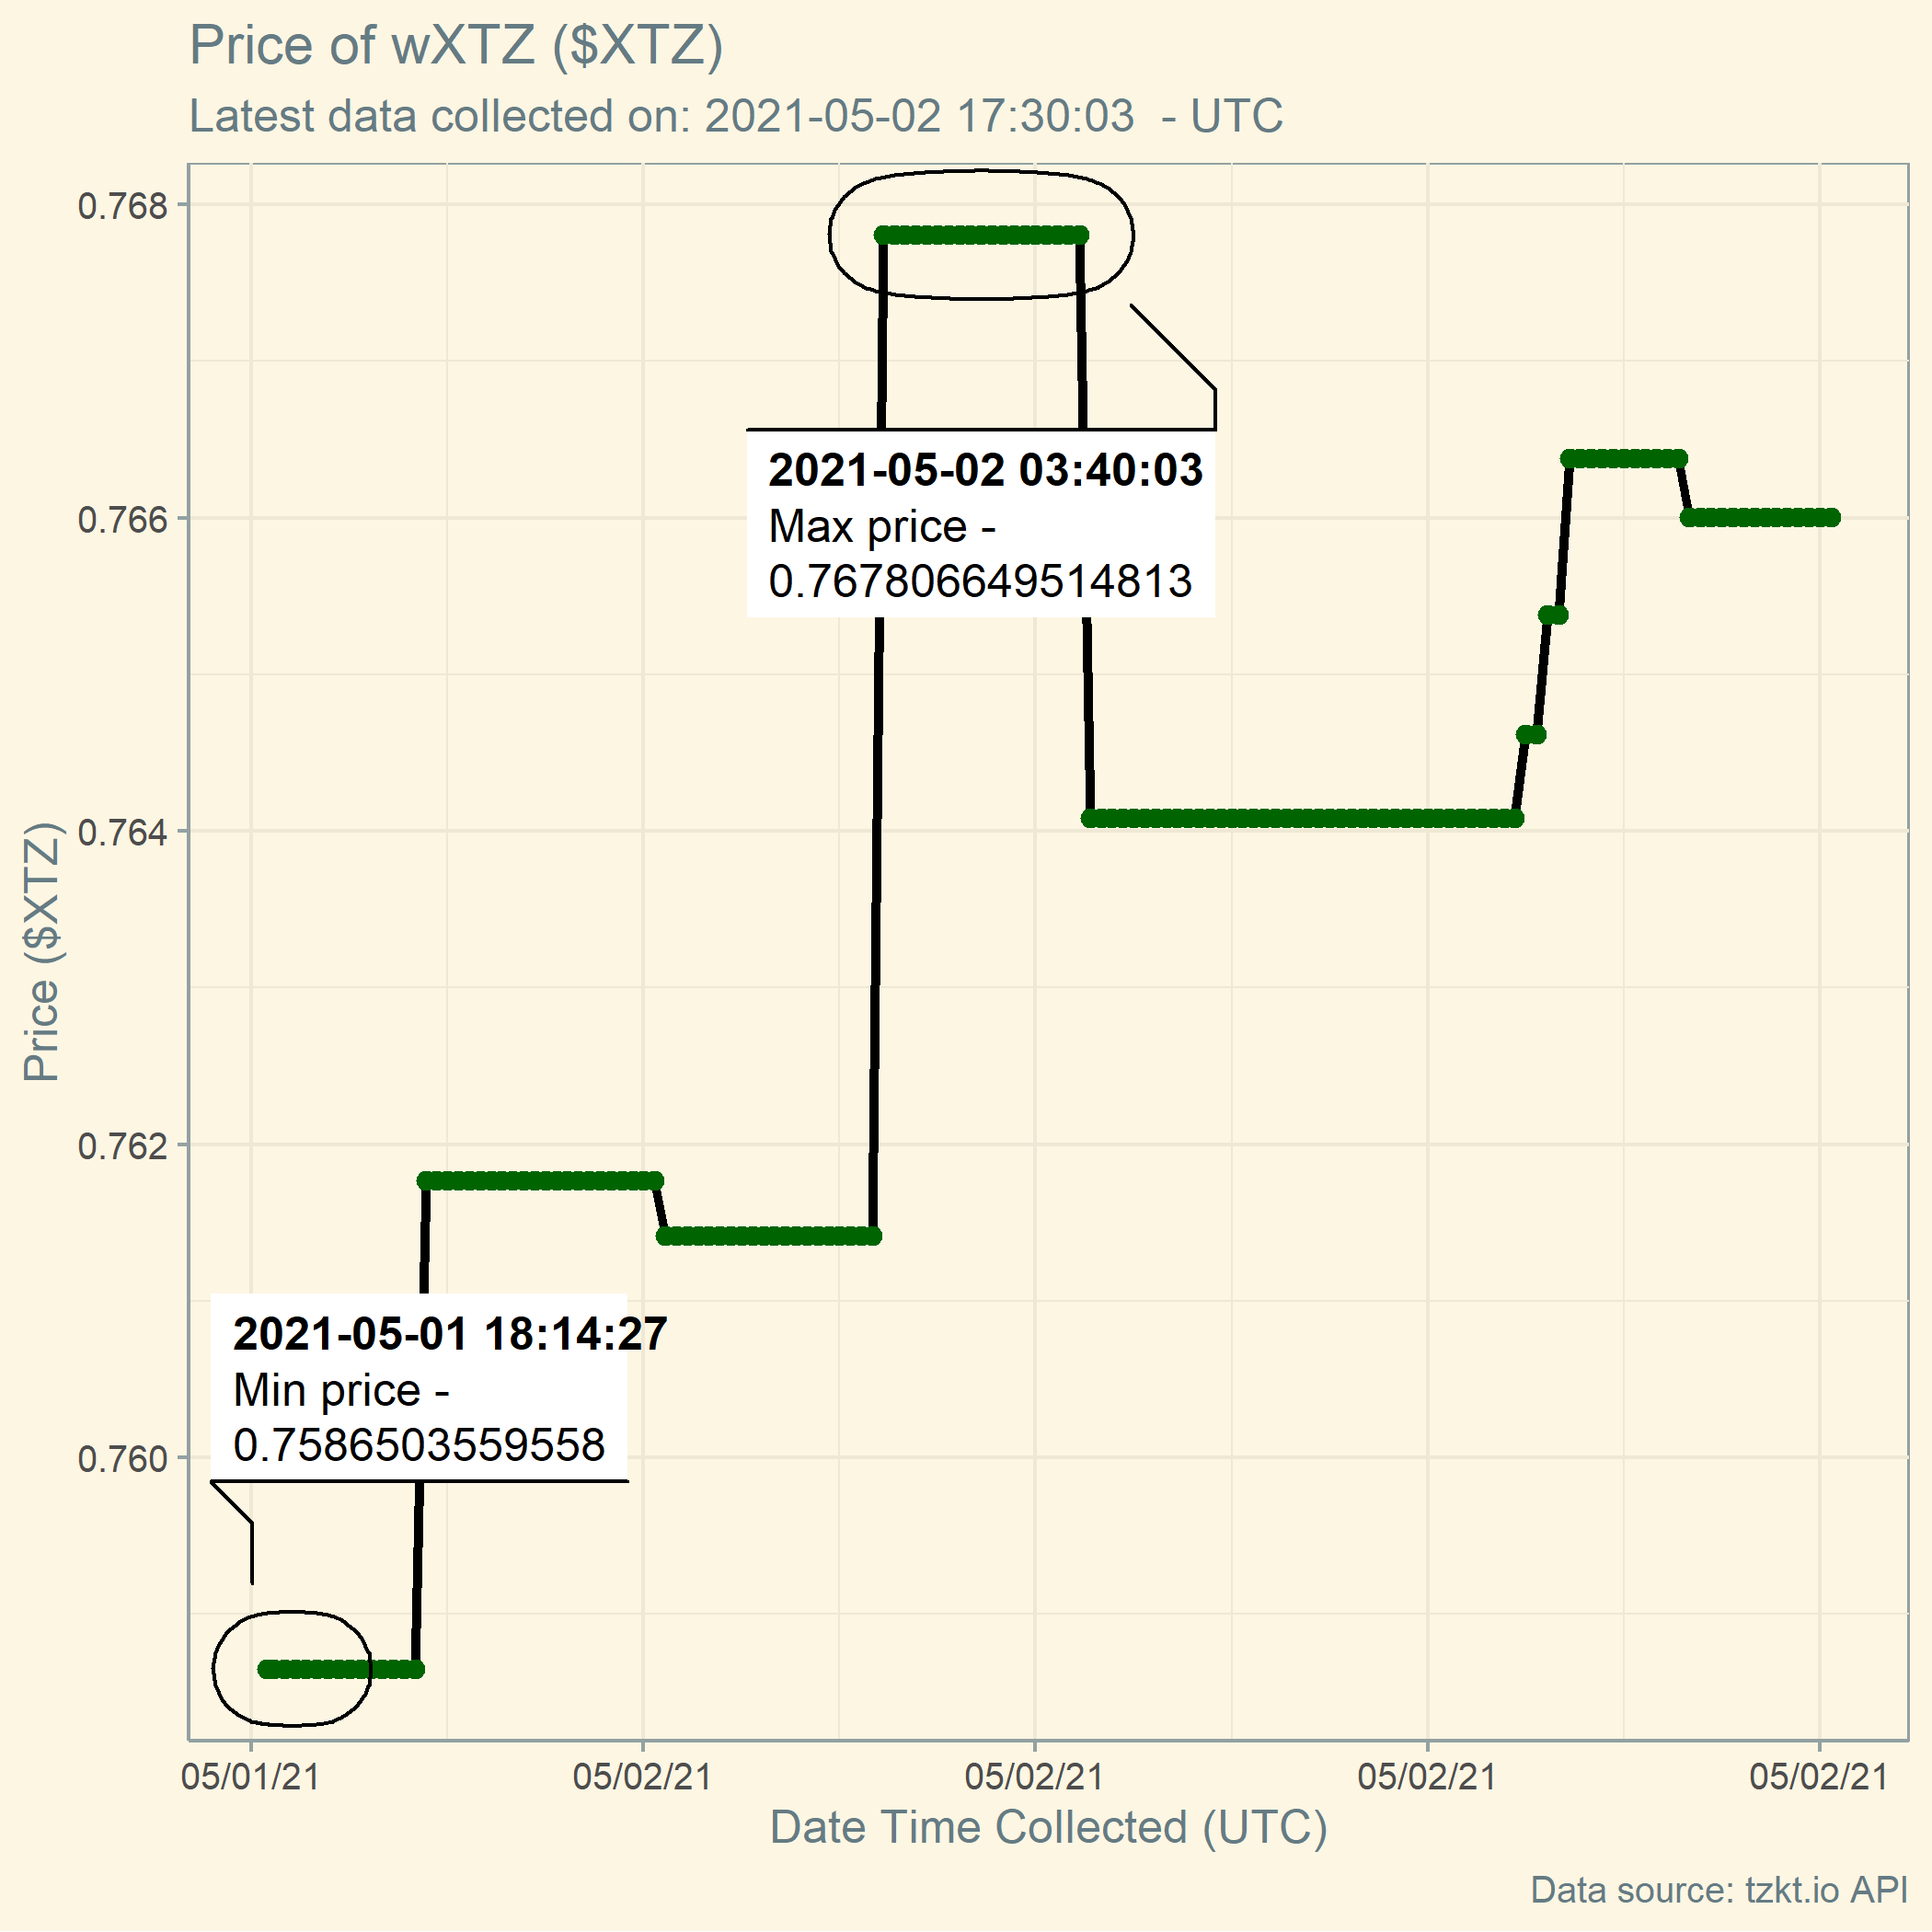 Price of wXTZ ($XTZ)
Latest data collected on: 2021-05-02 17:30:03  - UTC
0.768
0.766
0.764
0.762
0.760
Price ($XTZ)
2021-05-02 03:40:03
Max price -
0.767806649514813
2021-05-01 18:14:27
Min price -
0.7586503559558
05/01/21
05/02/21
05/02/21
05/02/21
05/02/21
Date Time Collected (UTC)
Data source: tzkt.io API